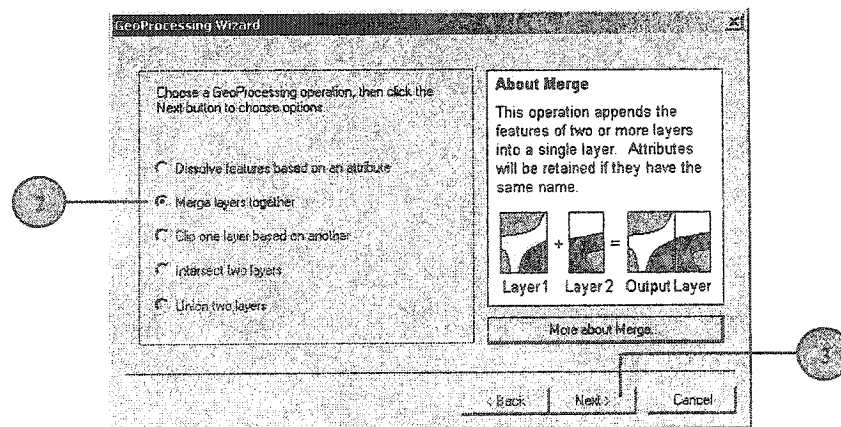 GeoProcessing Wizard
Choose a GeoProcessing operation, then click the
Next button to choose options.
Dissolve features based on an attribute
Merge layers together
Clip one layer based on another
Intersect two layers
Union two layers
About Merge
This operation appends the
features of two or more layers
into a single layer. Attributes
will be retained if they have the
same name.
+ =
Layer 1 Layer 2 Output Layer
More about Merge...
< Back Next > Cancel